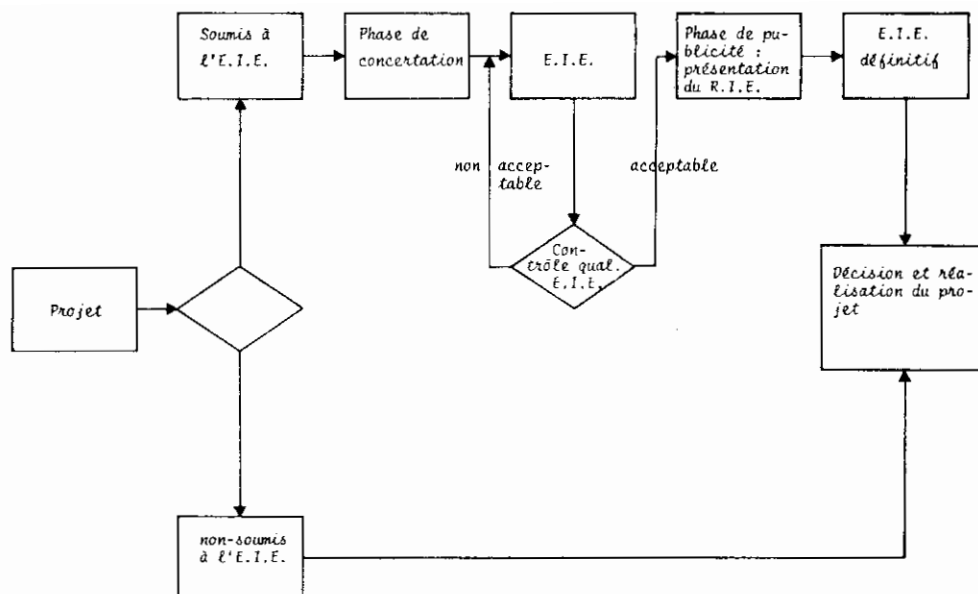 Soumis à
l'E.I.E.
Phase de
concertation
E.I.E.
Phase de pu-
blicité :
présentation
du R.I.E.
E.I.E.
définitif
non accep-
table
acceptable
Con-
trôle qual.
E.I.E.
Projet
Décision et réa-
lisation du pro-
jet
non-soumis
à l'E.I.E.